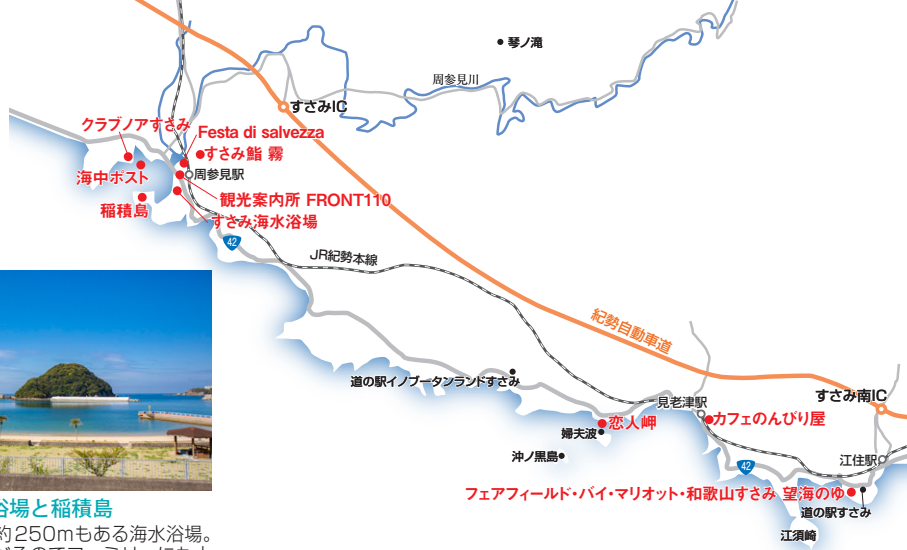 琴ノ滝
周参見川
すさみIC
クラブノアすさみ
Festa di salvezza
すさみ鮨 霧
周参見駅
海中ポスト
観光案内所 FRONT110
稲積島
すさみ海水浴場
42
JR紀勢本線
紀勢自動車道
道の駅イノブータンランドすさみ
見老津駅
すさみ南IC
恋人岬
カフェのんびり屋
婦夫波
沖ノ黒島
江住駅
42
フェアフィールド・バイ・マリオット・和歌山すさみ 望海のゆ
道の駅すさみ
江須崎
浴場と稲積島
約250mもある海水浴場。